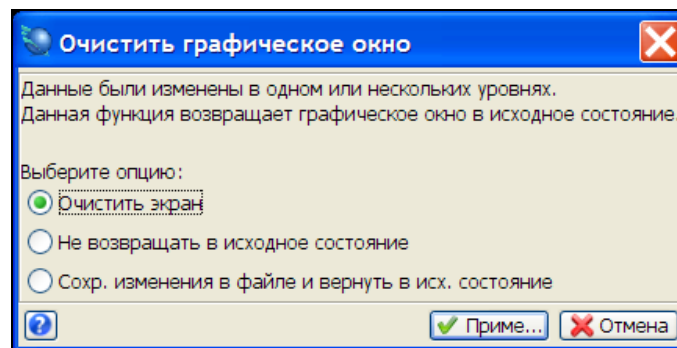 Очистить графическое окно
Данные были изменены в одном или нескольких уровнях.
Данная функция возвращает графическое окно в исходное состояние.
Выберите опцию:
Очистить экран
Не возвращать в исходное состояние
Сохр. изменения в файле и вернуть в исх. состояние
Приме... Отмена